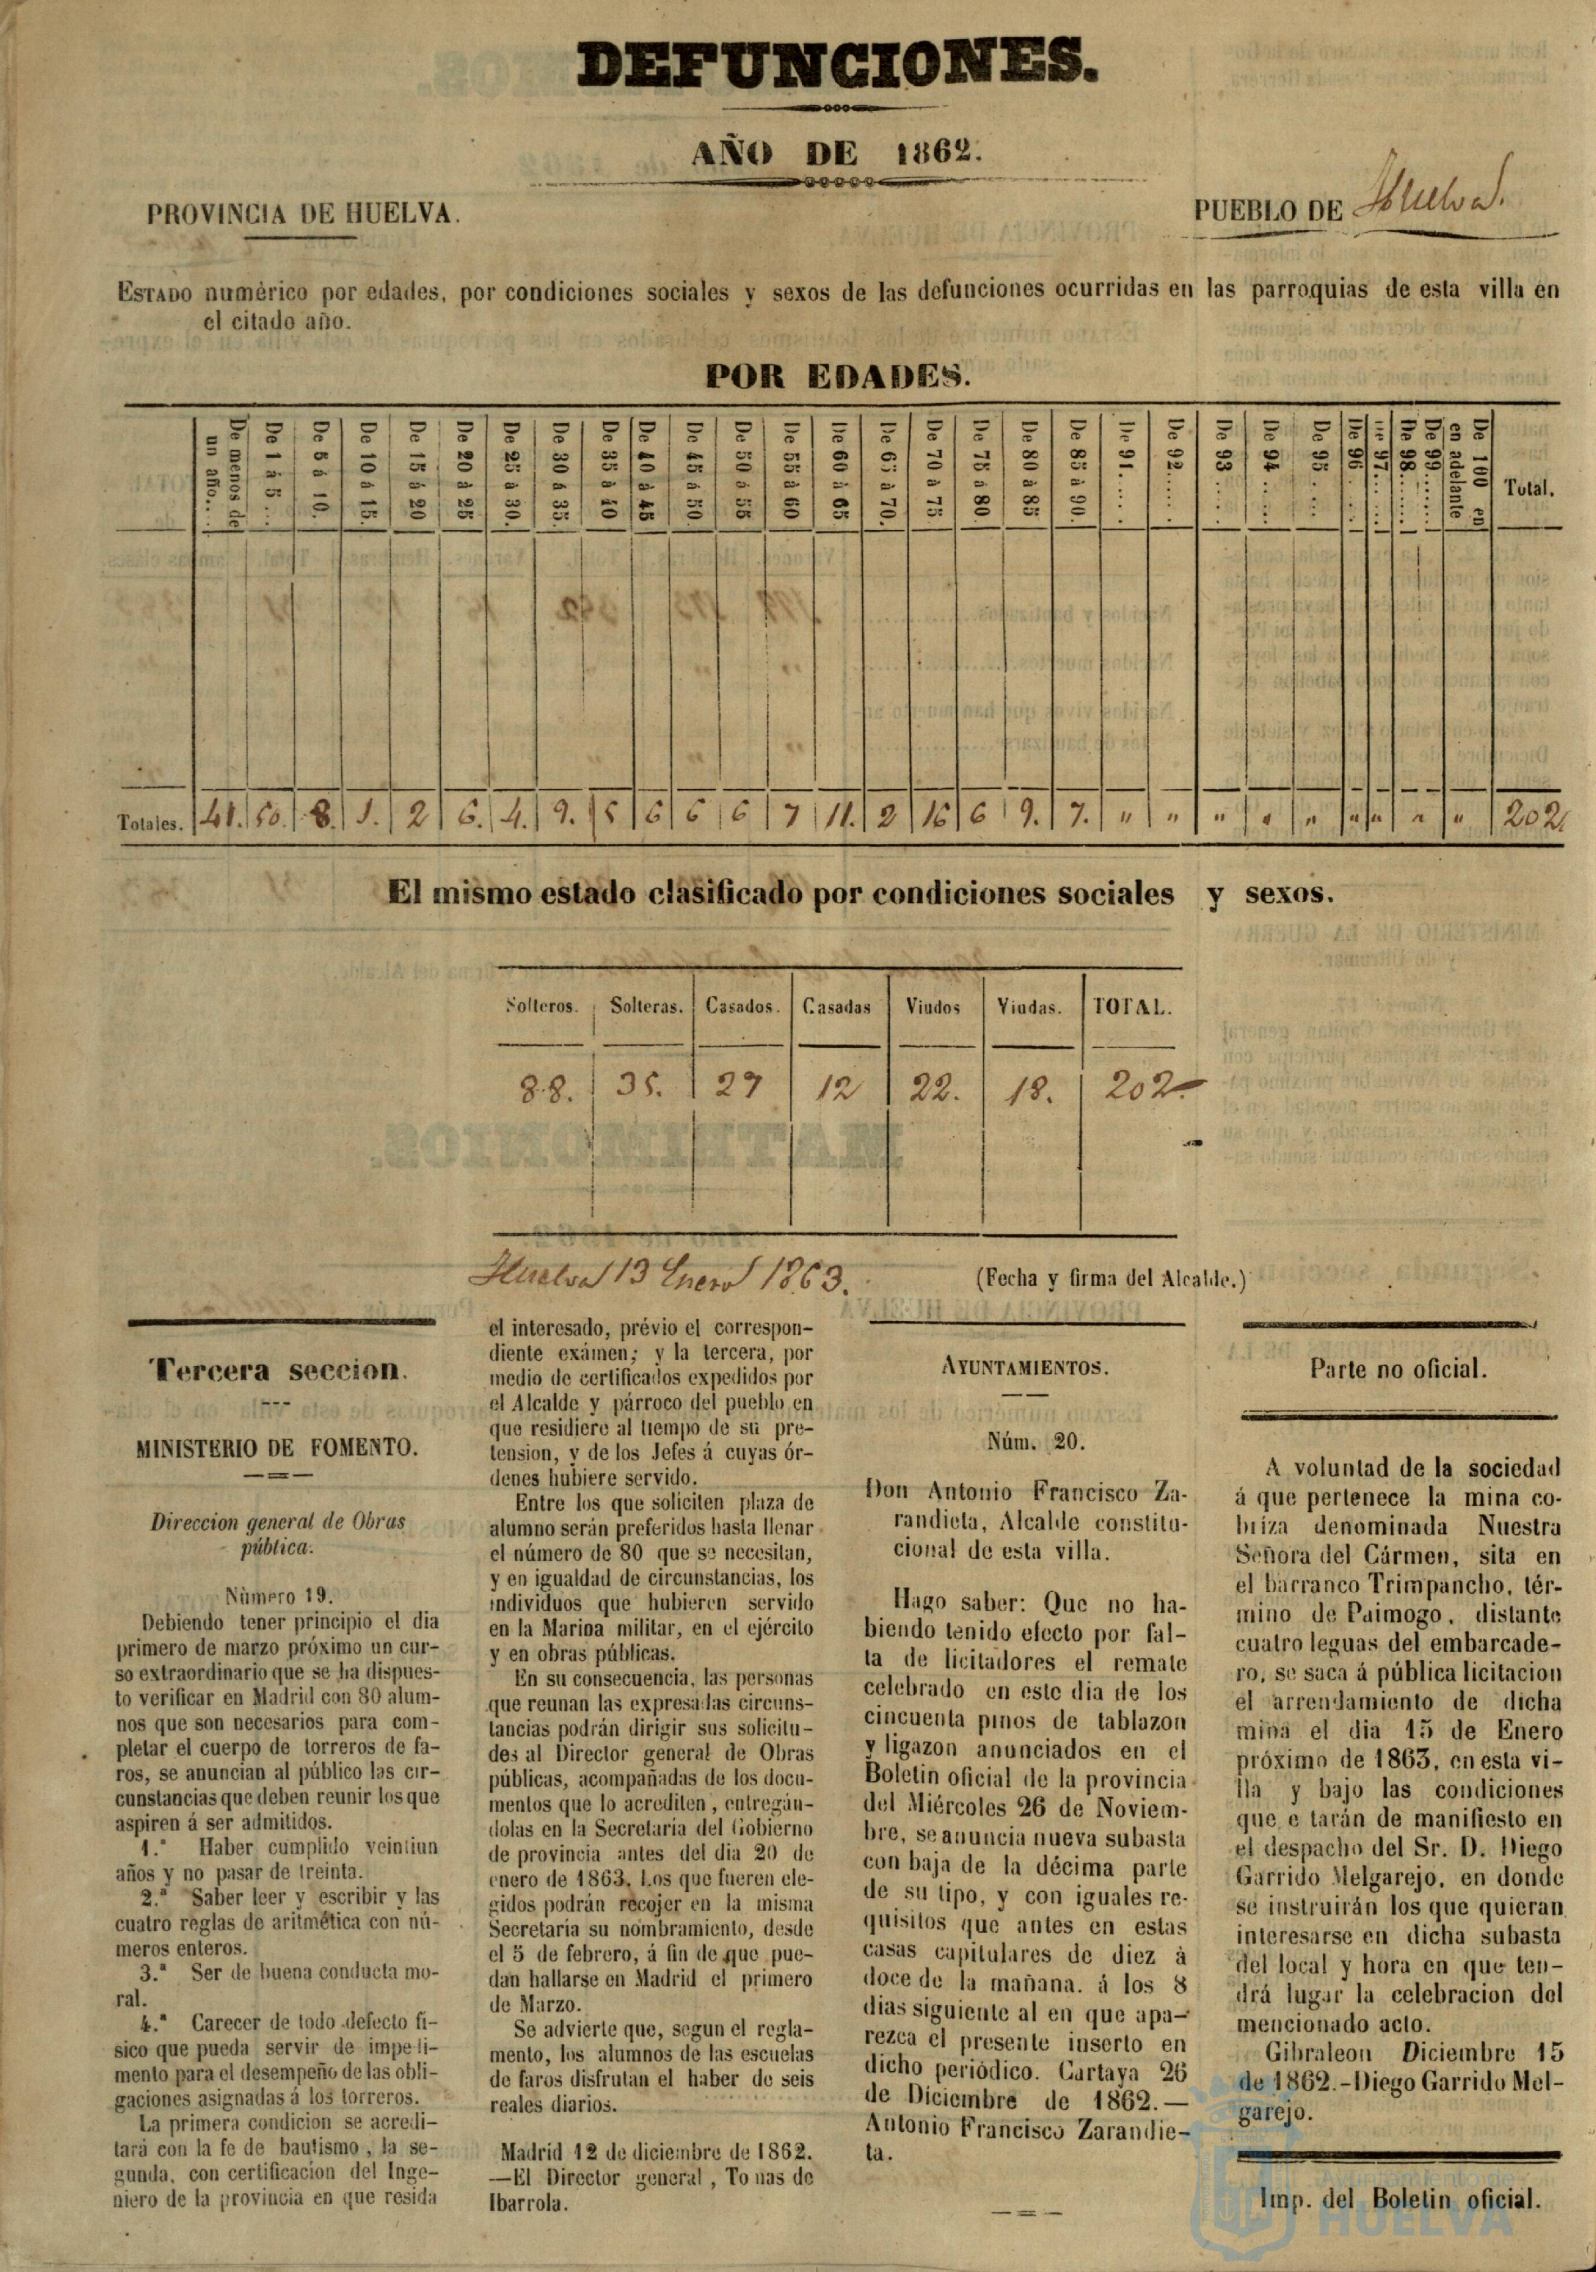 DEFUNCIONES.
AÑO DE 1862.
PROVINCIA DE HUELVA.
PUEBLO DE Huelva.
ESTADO numérico por edades, por condiciones sociales y sexos de las defunciones ocurridas en las parroquias de esta villa en
el citado año.
POR EDADES.
De menos de un año....
De 1 á 5...
De 5 á 10.
De 10 á 15.
De 15 á 20
De 20 á 25
De 25 á 30.
De 30 á 35.
De 35 á 40
De 40 á 45
De 45 á 50
De 50 á 55
De 55 á 60
De 60 á 65
De 65 á 70.
De 70 á 75
De 75 á 80.
De 80 á 85
De 85 á 90.
De 91....
De 92....
De 93....
De 94....
De 95....
De 96...
De 97...
De 98......
De 99......
De 100 en en adelante
Total.
Totales. 41. 50. 8. 1. 2 6. 4. 9. 5 6 6 6 7 11. 2 16 6 9. 7. " " " " " " " " " 202
El mismo estado clasificado por condiciones sociales y sexos.
Solteros. Solteras. Casados. Casadas Viudos Viudas. TOTAL.
88. 35. 27 12 22. 18. 202.
Huelva 13 Enero 1863.
(Fecha y firma del Alcalde.)
Tercera seccion.
MINISTERIO DE FOMENTO.
Direccion general de Obras
pública.
Número 19.
Debiendo tener principio el dia
primero de marzo próximo un cur-
so extraordinario que se ha dispues-
to verificar en Madrid con 80 alum-
nos que son necesarios para com-
pletar el cuerpo de torreros de fa-
ros, se anuncian al público las cir-
cunstancias que deben reunir los que
aspiren á ser admitidos.
1.ª Haber cumplido veintiun
años y no pasar de treinta.
2.ª Saber leer y escribir y las
cuatro reglas de aritmética con nú-
meros enteros.
3.ª Ser de buena conducta mo-
ral.
4.ª Carecer de todo defecto fí-
sico que pueda servir de impedi-
mento para el desempeño de las obli-
gaciones asignadas á los torreros.
La primera condicion se acredi-
tará con la fe de bautismo, la se-
gunda, con certificacion del Inge-
niero de la provincia en que resida
el interesado, prévio el correspon-
diente exámen; y la tercera, por
medio de certificados expedidos por
el Alcalde y párroco del pueblo en
que residiere al tiempo de su pre-
tension, y de los Jefes á cuyas ór-
denes hubiere servido.
Entre los que soliciten plaza de
alumno serán preferidos hasta llenar
el número de 80 que se necesitan,
y en igualdad de circunstancias, los
individuos que hubieren servido
en la Marina militar, en el ejército
y en obras públicas.
En su consecuencia, las personas
que reunan las expresadas circuns-
tancias podrán dirigir sus solicitu-
des al Director general de Obras
públicas, acompañadas de los docu-
mentos que lo acrediten, entregán-
dolas en la Secretaria del Gobierno
de provincia antes del dia 20 de
enero de 1863. Los que fueren ele-
gidos podrán recojer en la misma
Secretaría su nombramiento, desde
el 5 de febrero, á fin de que pue-
dan hallarse en Madrid el primero
de Marzo.
Se advierte que, segun el regla-
mento, los alumnos de las escuelas
de faros disfrutan el haber de seis
reales diarios.
Madrid 12 de diciembre de 1862.
—El Director general, Tomas de
Ibarrola.
AYUNTAMIENTOS.
Núm. 20.
Don Antonio Francisco Za-
randieta, Alcalde constitu-
cional de esta villa.
Hago saber: Que no ha-
biendo tenido efecto por fal-
ta de licitadores el remate
celebrado en este dia de los
cincuenta pinos de tablazon
y ligazon anunciados en el
Boletin oficial de la provincia
del Miércoles 26 de Noviem-
bre, se anuncia nueva subasta
con baja de la décima parte
de su tipo, y con iguales re-
quisitos que antes en estas
casas capitulares de diez à
doce de la mañana. á los 8
dias siguiente al en que apa-
rezca el presente inserto en
dicho periódico. Cartaya 26
de Diciembre de 1862.—
Antonio Francisco Zarandie-
ta.
Parte no oficial.
A voluntad de la sociedad
á que pertenece la mina co-
briza denominada Nuestra
Señora del Cármen, sita en
el barranco Trimpancho, tér-
mino de Paimogo, distante
cuatro leguas del embarcade-
ro, se saca á pública licitacion
el arrendamiento de dicha
mina el dia 15 de Enero
próximo de 1863, en esta vi-
lla y bajo las condiciones
que e tarán de manifiesto en
el despacho del Sr. D. Diego
Garrido Melgarejo, en donde
se instruirán los que quieran
interesarse en dicha subasta
del local y hora en que ten-
drá lugar la celebracion del
mencionado acto.
Gibraleon Diciembre 15
de 1862.-Diego Garrido Mel-
garejo.
Imp. del Boletin oficial.
Ayuntamiento de
HUELVA